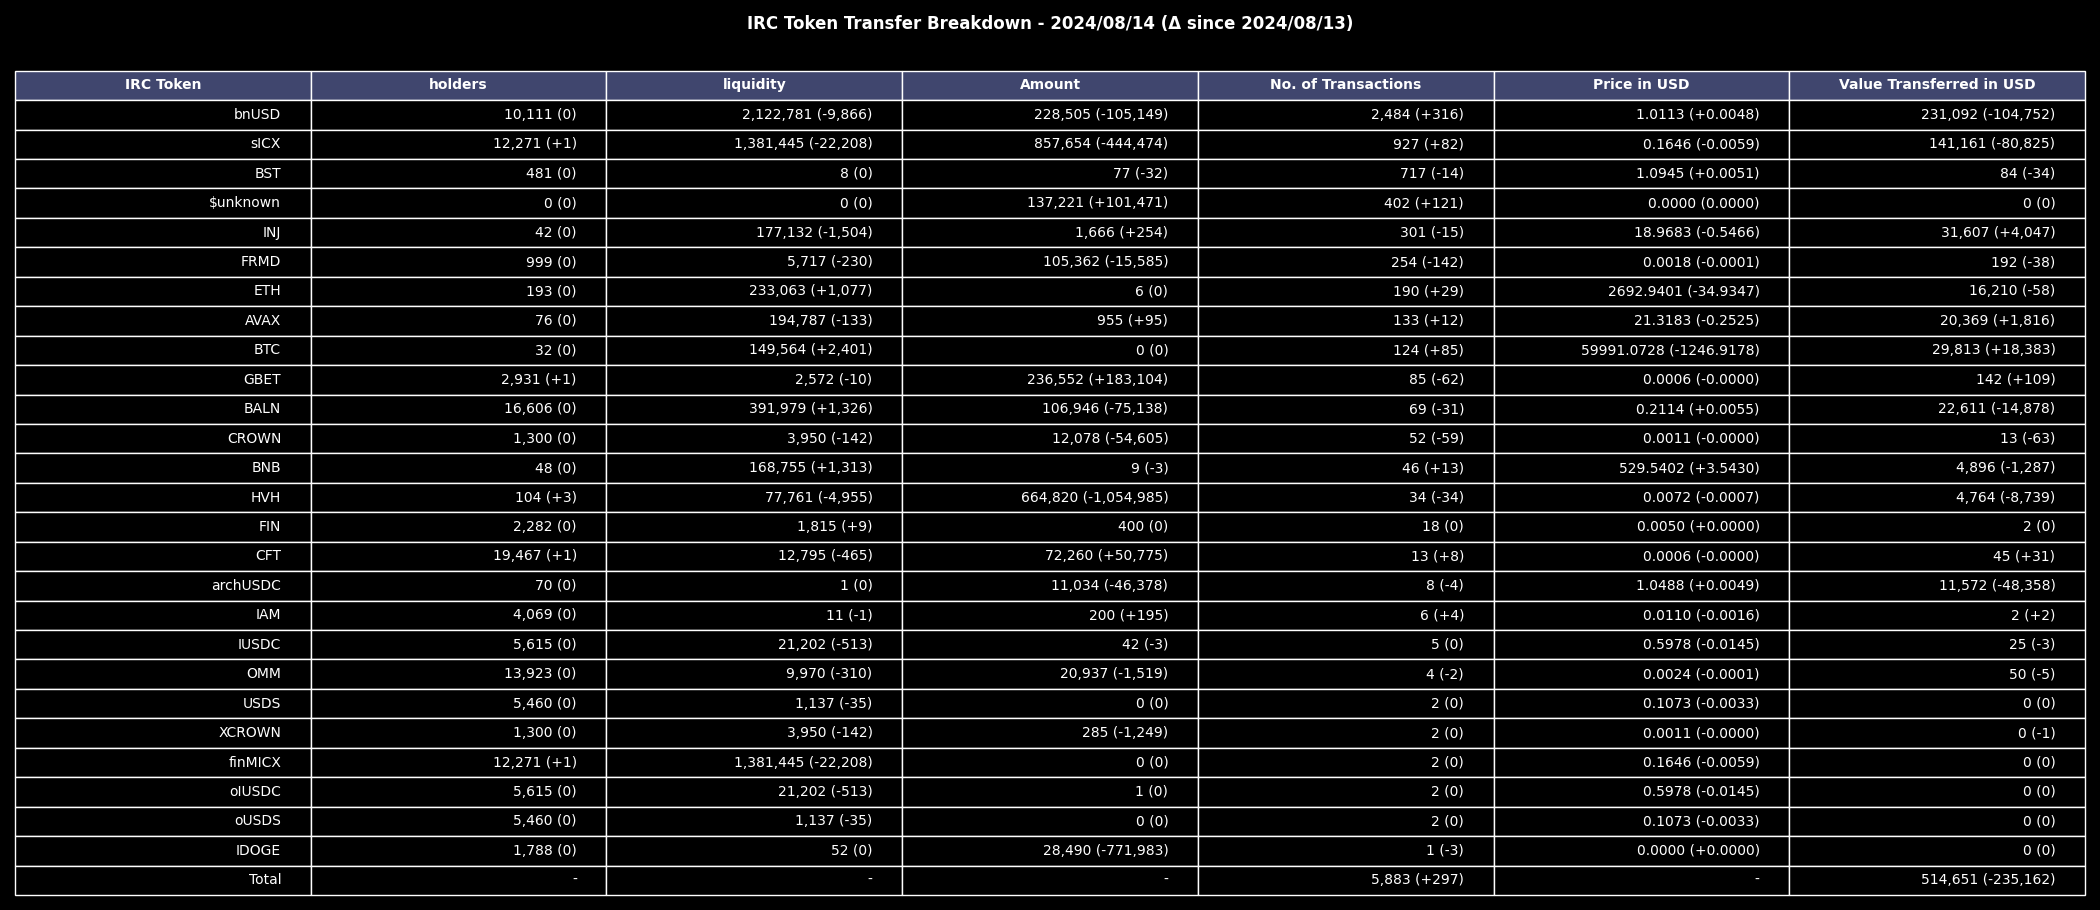 IRC Token Transfer Breakdown - 2024/08/14 (Δ since 2024/08/13)
IRC Token holders liquidity Amount No. of Transactions Price in USD Value Transferred in USD
bnUSD 10,111 (0) 2,122,781 (-9,866) 228,505 (-105,149) 2,484 (+316) 1.0113 (+0.0048) 231,092 (-104,752)
sICX 12,271 (+1) 1,381,445 (-22,208) 857,654 (-444,474) 927 (+82) 0.1646 (-0.0059) 141,161 (-80,825)
BST 481 (0) 8 (0) 77 (-32) 717 (-14) 1.0945 (+0.0051) 84 (-34)
$unknown 0 (0) 0 (0) 137,221 (+101,471) 402 (+121) 0.0000 (0.0000) 0 (0)
INJ 42 (0) 177,132 (-1,504) 1,666 (+254) 301 (-15) 18.9683 (-0.5466) 31,607 (+4,047)
FRMD 999 (0) 5,717 (-230) 105,362 (-15,585) 254 (-142) 0.0018 (-0.0001) 192 (-38)
ETH 193 (0) 233,063 (+1,077) 6 (0) 190 (+29) 2692.9401 (-34.9347) 16,210 (-58)
AVAX 76 (0) 194,787 (-133) 955 (+95) 133 (+12) 21.3183 (-0.2525) 20,369 (+1,816)
BTC 32 (0) 149,564 (+2,401) 0 (0) 124 (+85) 59991.0728 (-1246.9178) 29,813 (+18,383)
GBET 2,931 (+1) 2,572 (-10) 236,552 (+183,104) 85 (-62) 0.0006 (-0.0000) 142 (+109)
BALN 16,606 (0) 391,979 (+1,326) 106,946 (-75,138) 69 (-31) 0.2114 (+0.0055) 22,611 (-14,878)
CROWN 1,300 (0) 3,950 (-142) 12,078 (-54,605) 52 (-59) 0.0011 (-0.0000) 13 (-63)
BNB 48 (0) 168,755 (+1,313) 9 (-3) 46 (+13) 529.5402 (+3.5430) 4,896 (-1,287)
HVH 104 (+3) 77,761 (-4,955) 664,820 (-1,054,985) 34 (-34) 0.0072 (-0.0007) 4,764 (-8,739)
FIN 2,282 (0) 1,815 (+9) 400 (0) 18 (0) 0.0050 (+0.0000) 2 (0)
CFT 19,467 (+1) 12,795 (-465) 72,260 (+50,775) 13 (+8) 0.0006 (-0.0000) 45 (+31)
archUSDC 70 (0) 1 (0) 11,034 (-46,378) 8 (-4) 1.0488 (+0.0049) 11,572 (-48,358)
IAM 4,069 (0) 11 (-1) 200 (+195) 6 (+4) 0.0110 (-0.0016) 2 (+2)
IUSDC 5,615 (0) 21,202 (-513) 42 (-3) 5 (0) 0.5978 (-0.0145) 25 (-3)
OMM 13,923 (0) 9,970 (-310) 20,937 (-1,519) 4 (-2) 0.0024 (-0.0001) 50 (-5)
USDS 5,460 (0) 1,137 (-35) 0 (0) 2 (0) 0.1073 (-0.0033) 0 (0)
XCROWN 1,300 (0) 3,950 (-142) 285 (-1,249) 2 (0) 0.0011 (-0.0000) 0 (-1)
finMICX 12,271 (+1) 1,381,445 (-22,208) 0 (0) 2 (0) 0.1646 (-0.0059) 0 (0)
oIUSDC 5,615 (0) 21,202 (-513) 1 (0) 2 (0) 0.5978 (-0.0145) 0 (0)
oUSDS 5,460 (0) 1,137 (-35) 0 (0) 2 (0) 0.1073 (-0.0033) 0 (0)
IDOGE 1,788 (0) 52 (0) 28,490 (-771,983) 1 (-3) 0.0000 (+0.0000) 0 (0)
Total - - - 5,883 (+297) - 514,651 (-235,162)